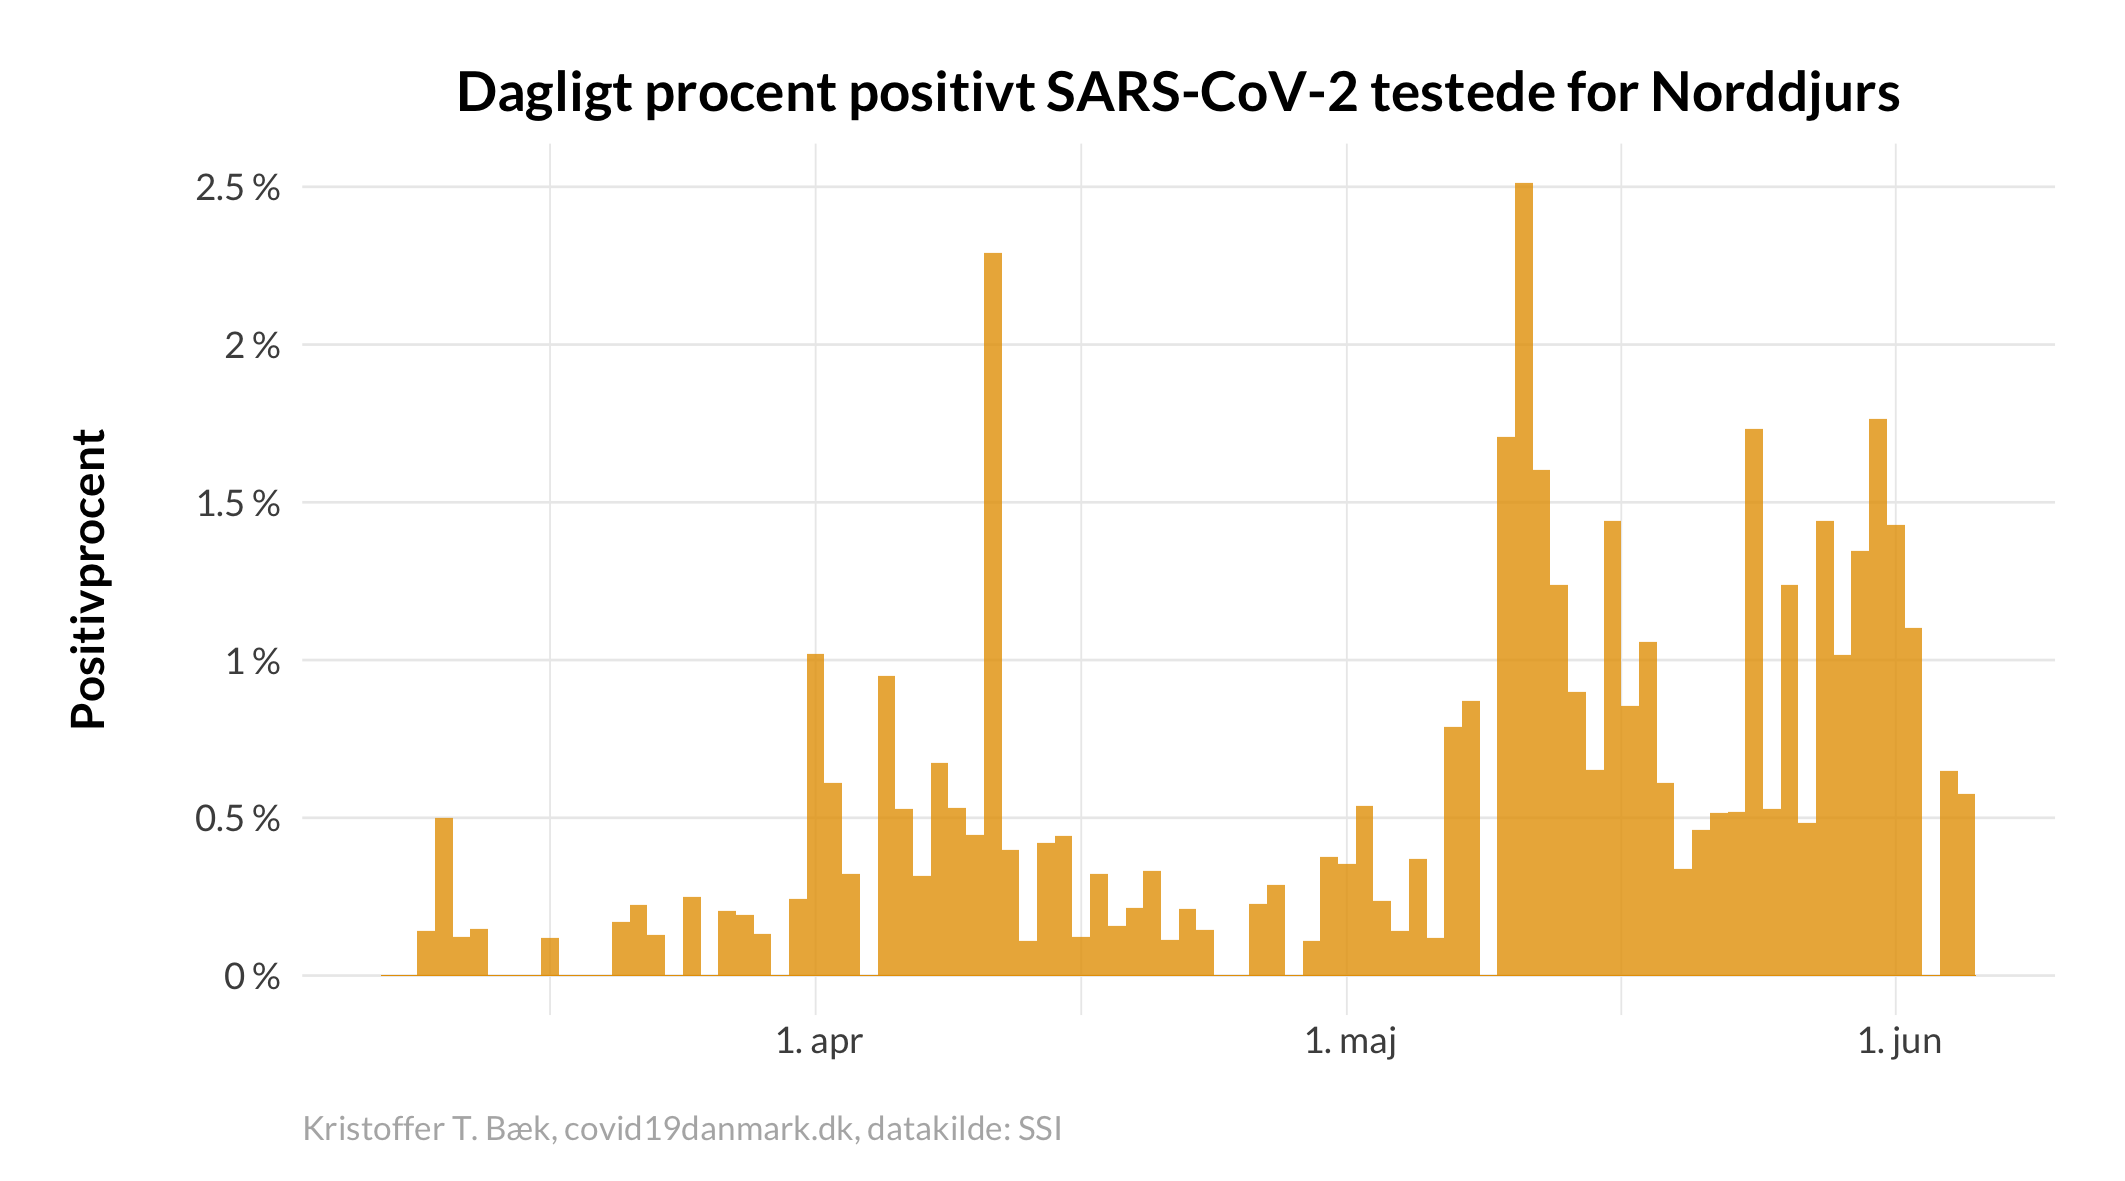 Dagligt procent positivt SARS-CoV-2 testede for Norddjurs
Positivprocent
2.5 %
2 %
1.5 %
1 %
0.5 %
0 %
1. apr
1. maj
1. jun
Kristoffer T. Bæk, covid19danmark.dk, datakilde: SSI